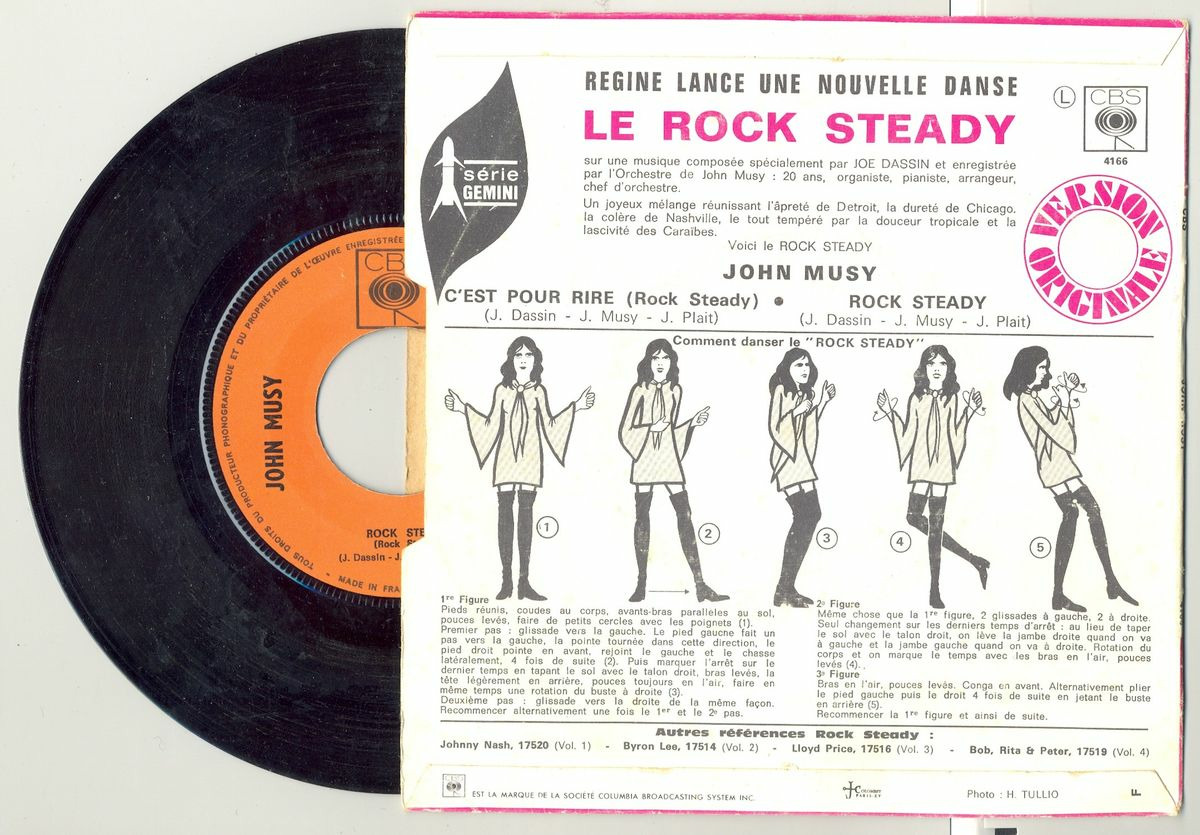 REGINE LANCE UNE NOUVELLE DANSE
LE ROCK STEADY
L
CBS
4166
série
GEMINI
sur une musique composée spécialement par JOE DASSIN et enregistrée
par l'Orchestre de John Musy : 20 ans, organiste, pianiste, arrangeur,
chef d'orchestre.
Un joyeux mélange réunissant l'âpreté de Detroit, la dureté de Chicago,
la colère de Nashville, le tout tempéré par la douceur tropicale et la
lascivité des Caraïbes.
Voici le ROCK STEADY
VERSION ORIGINALE
JOHN MUSY
C'EST POUR RIRE (Rock Steady) • ROCK STEADY
(J. Dassin - J. Musy - J. Plait) (J. Dassin - J. Musy - J. Plait)
Comment danser le "ROCK STEADY"
1
2
3
4
5
1re Figure
Pieds réunis, coudes au corps, avants-bras parallèles au sol,
pouces levés, faire de petits cercles avec les poignets (1).
Premier pas : glissade vers la gauche. Le pied gauche fait un
pas vers la gauche, la pointe tournée dans cette direction, le
pied droit pointe en avant, rejoint le gauche et le chasse
latéralement, 4 fois de suite (2). Puis marquer l'arrêt sur le
dernier temps en tapant le sol avec le talon droit, bras levés, la
tête légèrement en arrière, pouces toujours en l'air, faire en
même temps une rotation du buste à droite (3).
Deuxième pas : glissade vers la droite de la même façon.
Recommencer alternativement une fois le 1er et le 2e pas.
2e Figure
Même chose que la 1re figure, 2 glissades à gauche, 2 à droite.
Seul changement sur les derniers temps d'arrêt : au lieu de taper
le sol avec le talon droit, on lève la jambe droite quand on va
à gauche et la jambe gauche quand on va à droite. Rotation du
corps et on marque le temps avec les bras en l'air, pouces
levés (4).
3e Figure
Bras en l'air, pouces levés. Conga en avant. Alternativement plier
le pied gauche puis le droit 4 fois de suite en jetant le buste
en arrière (5).
Recommencer la 1re figure et ainsi de suite.
Autres références Rock Steady :
Johnny Nash, 17520 (Vol. 1) - Byron Lee, 17514 (Vol. 2) - Lloyd Price, 17516 (Vol. 3) - Bob, Rita & Peter, 17519 (Vol. 4)
CBS
EST LA MARQUE DE LA SOCIÉTÉ COLUMBIA BROADCASTING SYSTEM INC.
Photo : H. TULLIO
F
TOUS DROITS DU PRODUCTEUR PHONOGRAPHIQUE ET DU PROPRIÉTAIRE DE L'ŒUVRE ENREGISTRÉE
CBS
JOHN MUSY
ROCK STE
(Rock S
(J. Dassin - J.
MADE IN FRA